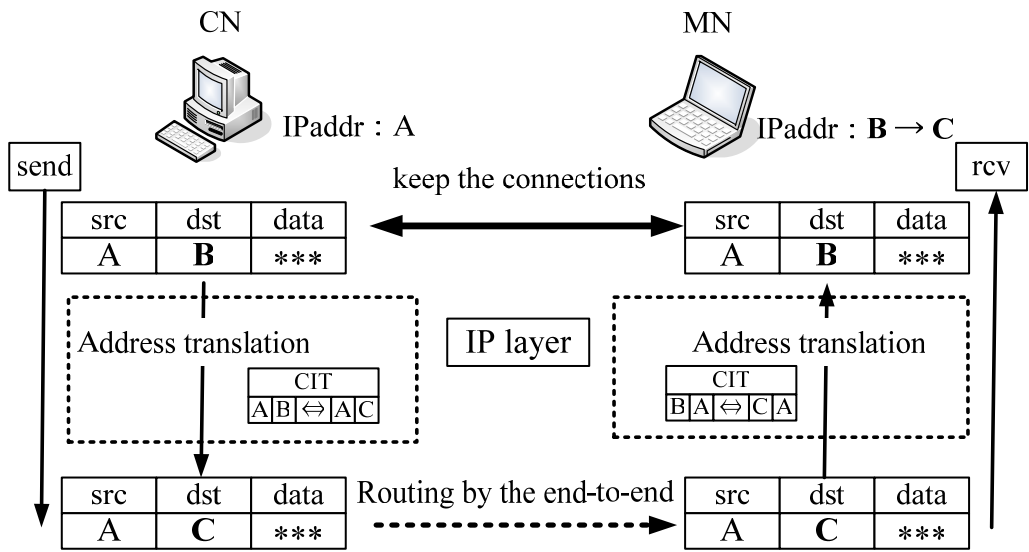 CN
MN
IPaddr : A
IPaddr : B → C
send
rcv
keep the connections
src dst data
A B ***
src dst data
A B ***
Address translation
CIT
A B ⇔ A C
IP layer
Address translation
CIT
B A ⇔ C A
src dst data
A C ***
Routing by the end-to-end
src dst data
A C ***